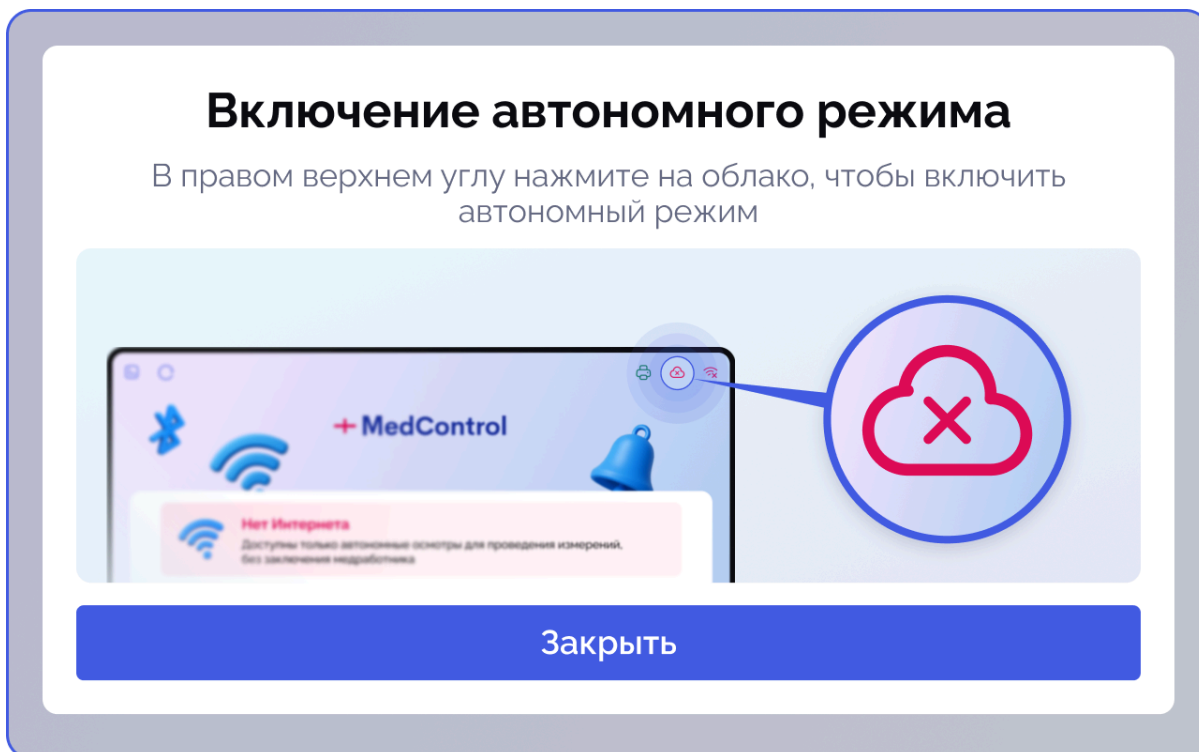 Включение автономного режима
В правом верхнем углу нажмите на облако, чтобы включить
автономный режим
MedControl
Нет Интернета
Доступны только автономные осмотры для проведения измерений,
без заключения медработника
Закрыть